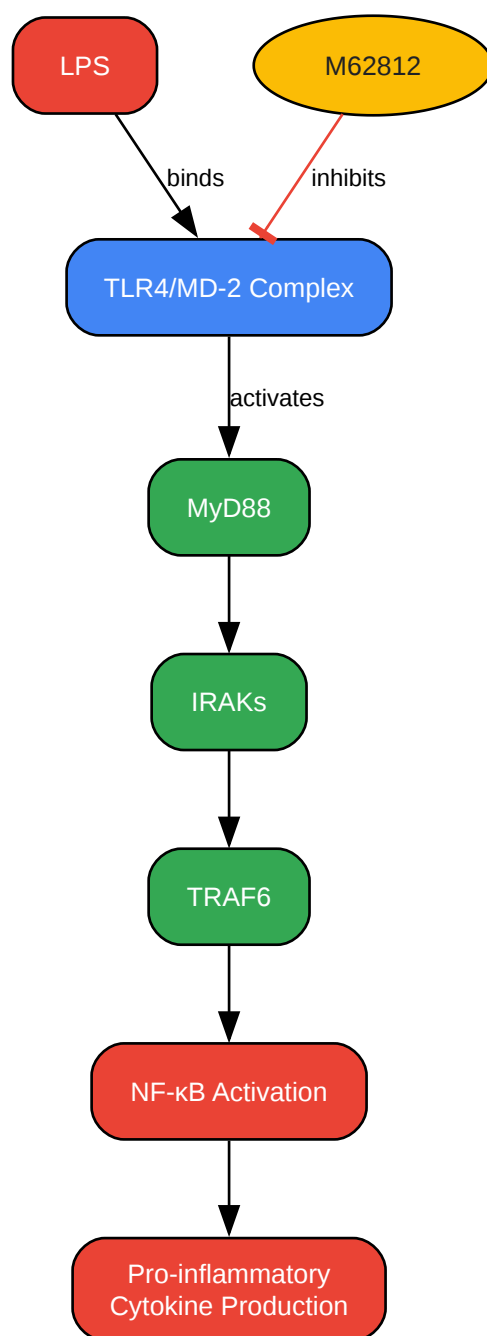 LPS
M62812
binds
inhibits
TLR4/MD-2 Complex
activates
MyD88
IRAKs
TRAF6
NF-κB Activation
Pro-inflammatory
Cytokine Production